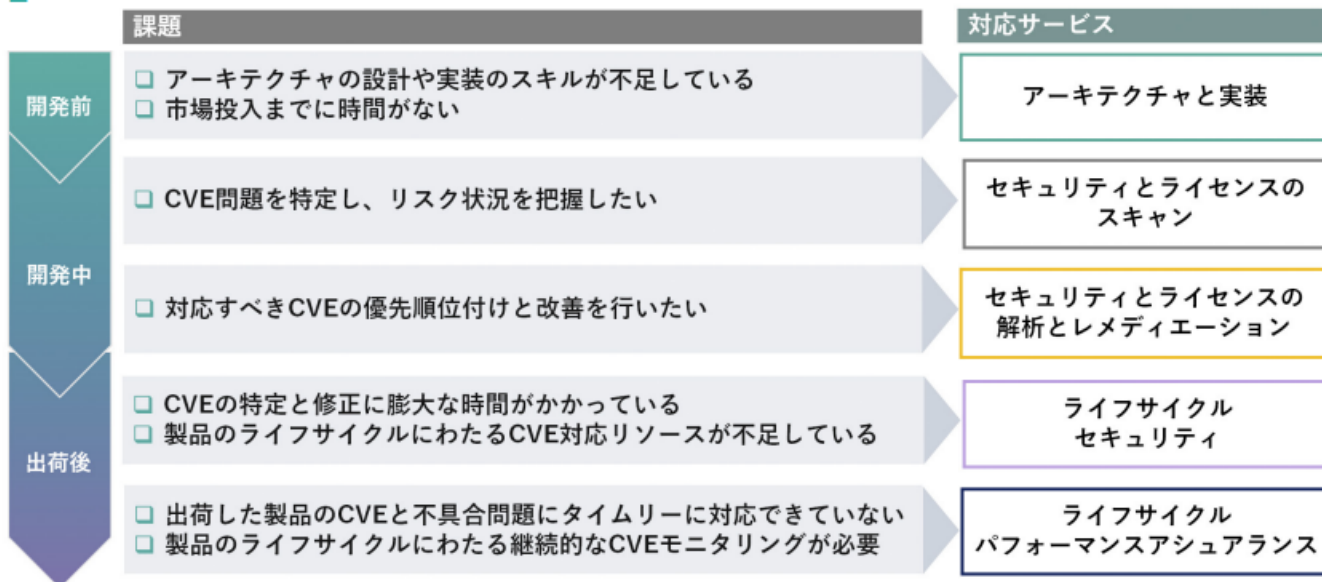 課題
対応サービス
開発前
❑ アーキテクチャの設計や実装のスキルが不足している
❑ 市場投入までに時間がない
アーキテクチャと実装
開発中
❑ CVE問題を特定し、リスク状況を把握したい
セキュリティとライセンスの
スキャン
❑ 対応すべきCVEの優先順位付けと改善を行いたい
セキュリティとライセンスの
解析とレメディエーション
出荷後
❑ CVEの特定と修正に膨大な時間がかかっている
❑ 製品のライフサイクルにわたるCVE対応リソースが不足している
ライフサイクル
セキュリティ
❑ 出荷した製品のCVEと不具合問題にタイムリーに対応できていない
❑ 製品のライフサイクルにわたる継続的なCVEモニタリングが必要
ライフサイクル
パフォーマンスアシュアランス